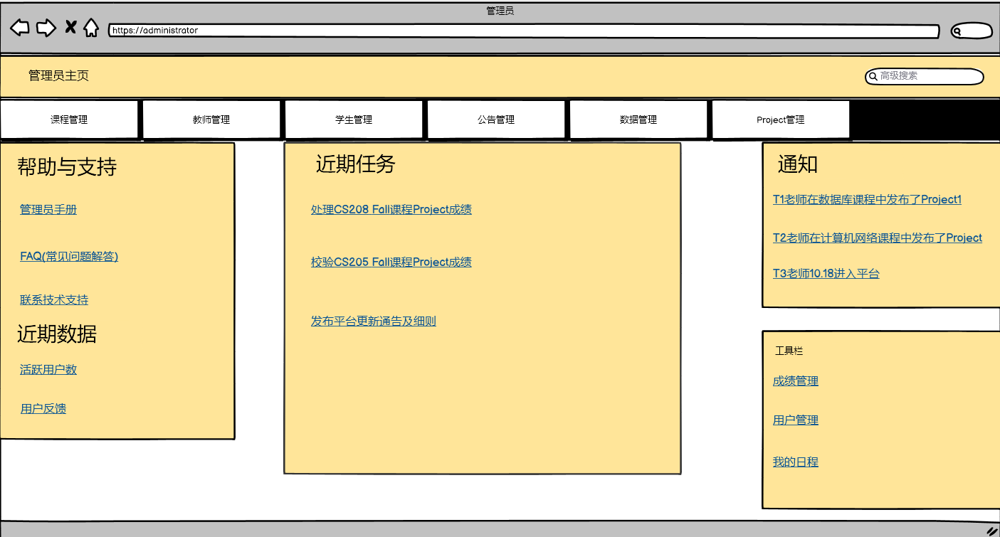 管理员
https://administrator
管理员主页
高级搜索
课程管理
教师管理
学生管理
公告管理
数据管理
Project管理
帮助与支持
管理员手册
FAQ(常见问题解答)
联系技术支持
近期数据
活跃用户数
用户反馈
近期任务
处理CS208 Fall课程Project成绩
校验CS205 Fall课程Project成绩
发布平台更新通告及细则
通知
T1老师在数据库课程中发布了Project1
T2老师在计算机网络课程中发布了Project
T3老师10.18进入平台
工具栏
成绩管理
用户管理
我的日程